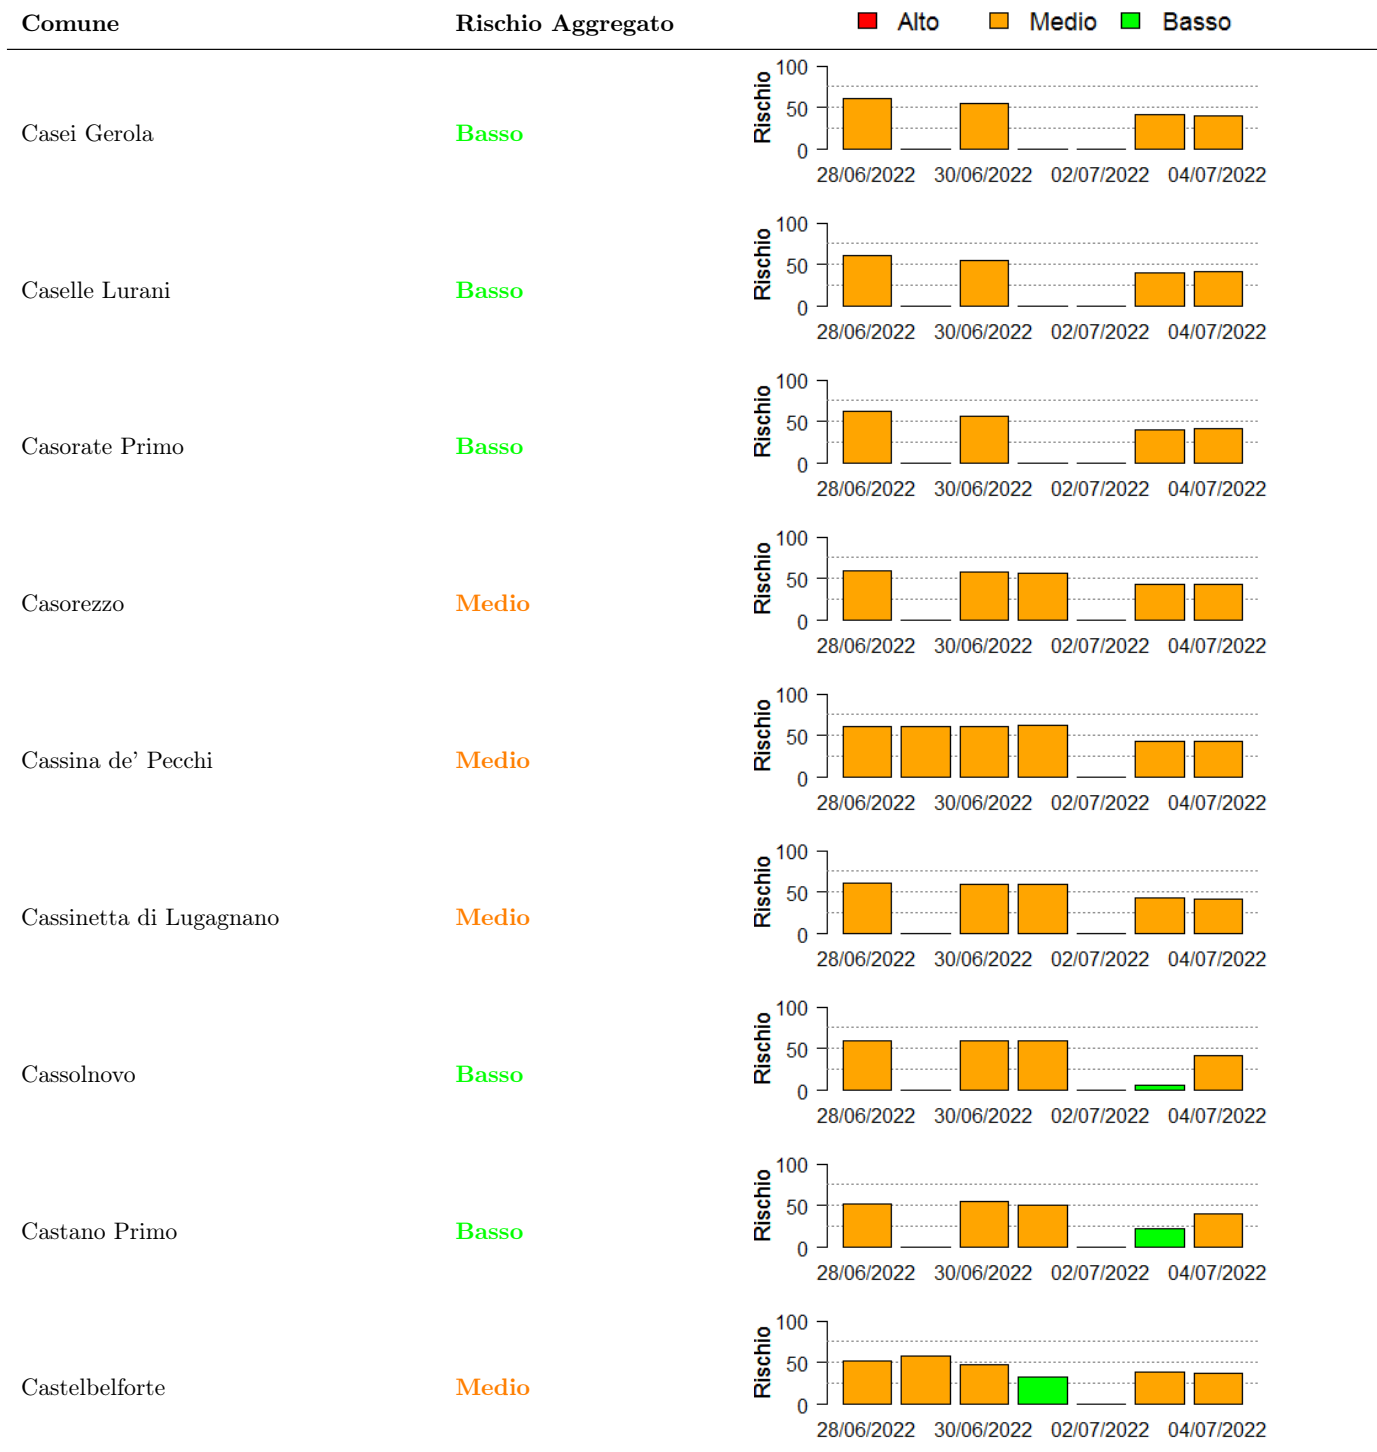 Comune Rischio Aggregato Alto Medio Basso
Casei Gerola Basso
Rischio
100
50
0
28/06/2022 30/06/2022 02/07/2022 04/07/2022
Caselle Lurani Basso
Rischio
100
50
0
28/06/2022 30/06/2022 02/07/2022 04/07/2022
Casorate Primo Basso
Rischio
100
50
0
28/06/2022 30/06/2022 02/07/2022 04/07/2022
Casorezzo Medio
Rischio
100
50
0
28/06/2022 30/06/2022 02/07/2022 04/07/2022
Cassina de' Pecchi Medio
Rischio
100
50
0
28/06/2022 30/06/2022 02/07/2022 04/07/2022
Cassinetta di Lugagnano Medio
Rischio
100
50
0
28/06/2022 30/06/2022 02/07/2022 04/07/2022
Cassolnovo Basso
Rischio
100
50
0
28/06/2022 30/06/2022 02/07/2022 04/07/2022
Castano Primo Basso
Rischio
100
50
0
28/06/2022 30/06/2022 02/07/2022 04/07/2022
Castelbelforte Medio
Rischio
100
50
0
28/06/2022 30/06/2022 02/07/2022 04/07/2022